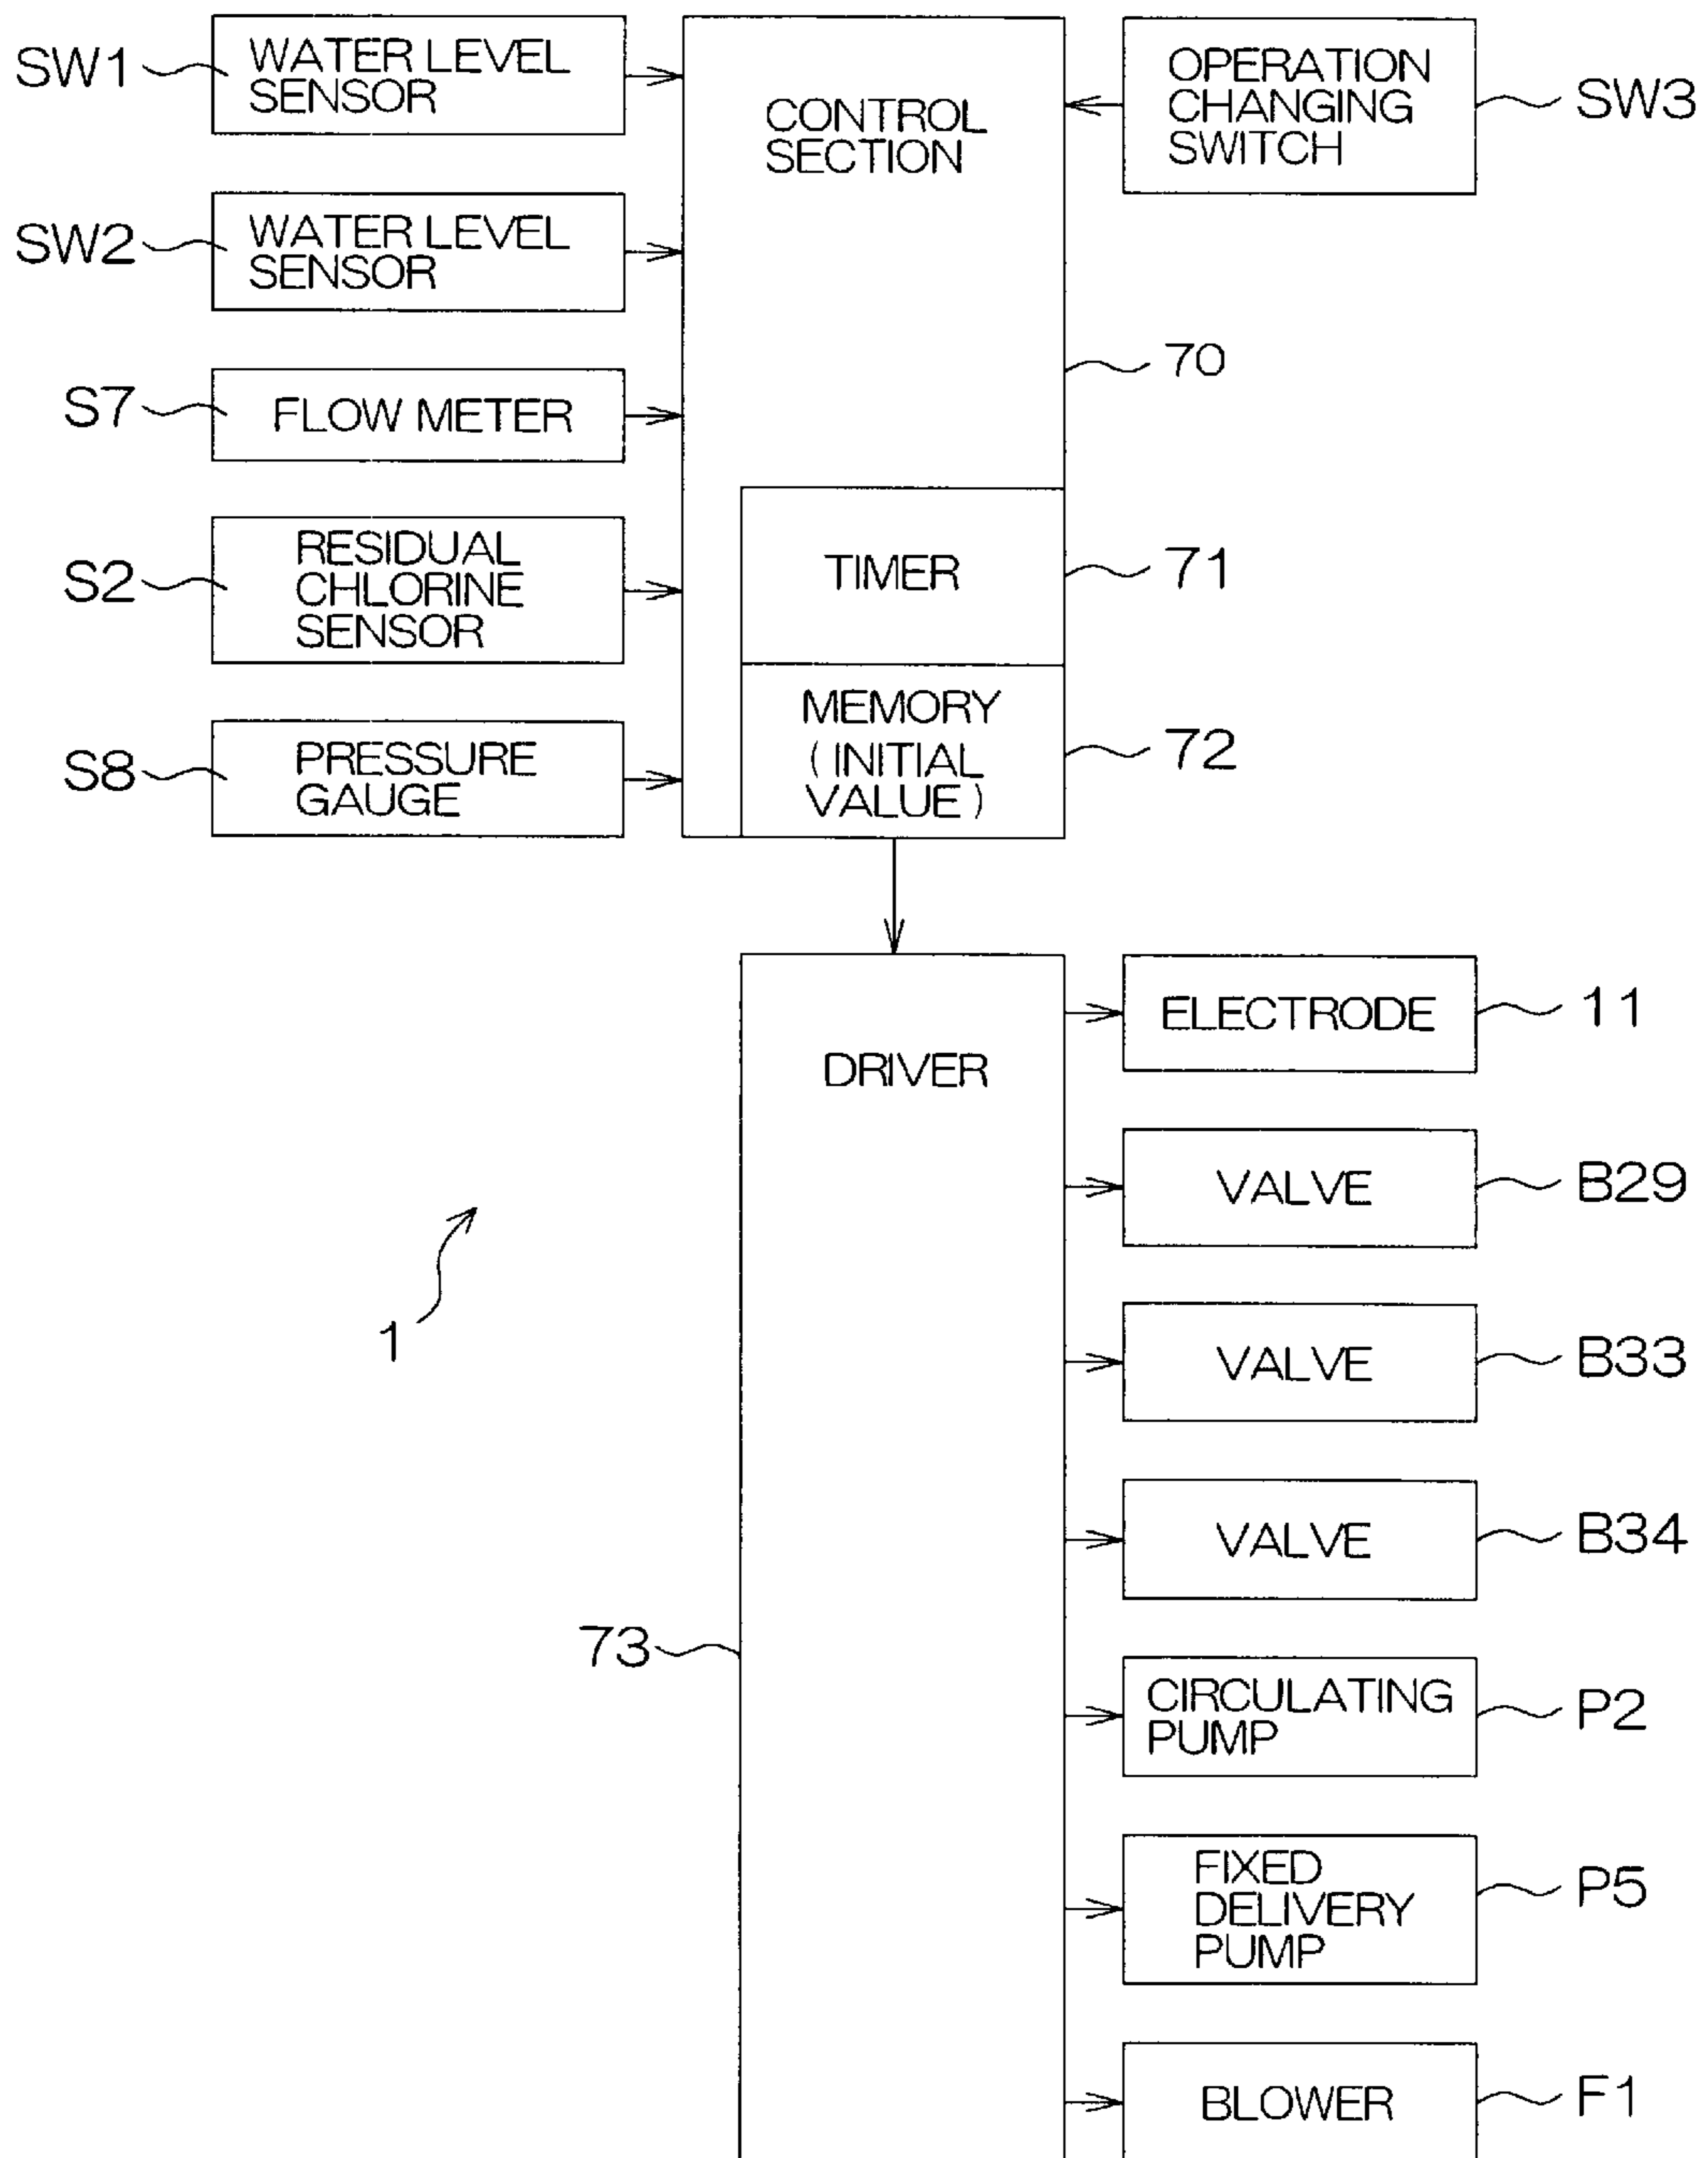 SW1
WATER LEVEL
SENSOR
SW2
WATER LEVEL
SENSOR
S7
FLOW METER
S2
RESIDUAL
CHLORINE
SENSOR
S8
PRESSURE
GAUGE
CONTROL
SECTION
70
TIMER
71
MEMORY
(INITIAL
VALUE)
72
OPERATION
CHANGING
SWITCH
SW3
1
DRIVER
73
ELECTRODE
11
VALVE
B29
VALVE
B33
VALVE
B34
CIRCULATING
PUMP
P2
FIXED
DELIVERY
PUMP
P5
BLOWER
F1